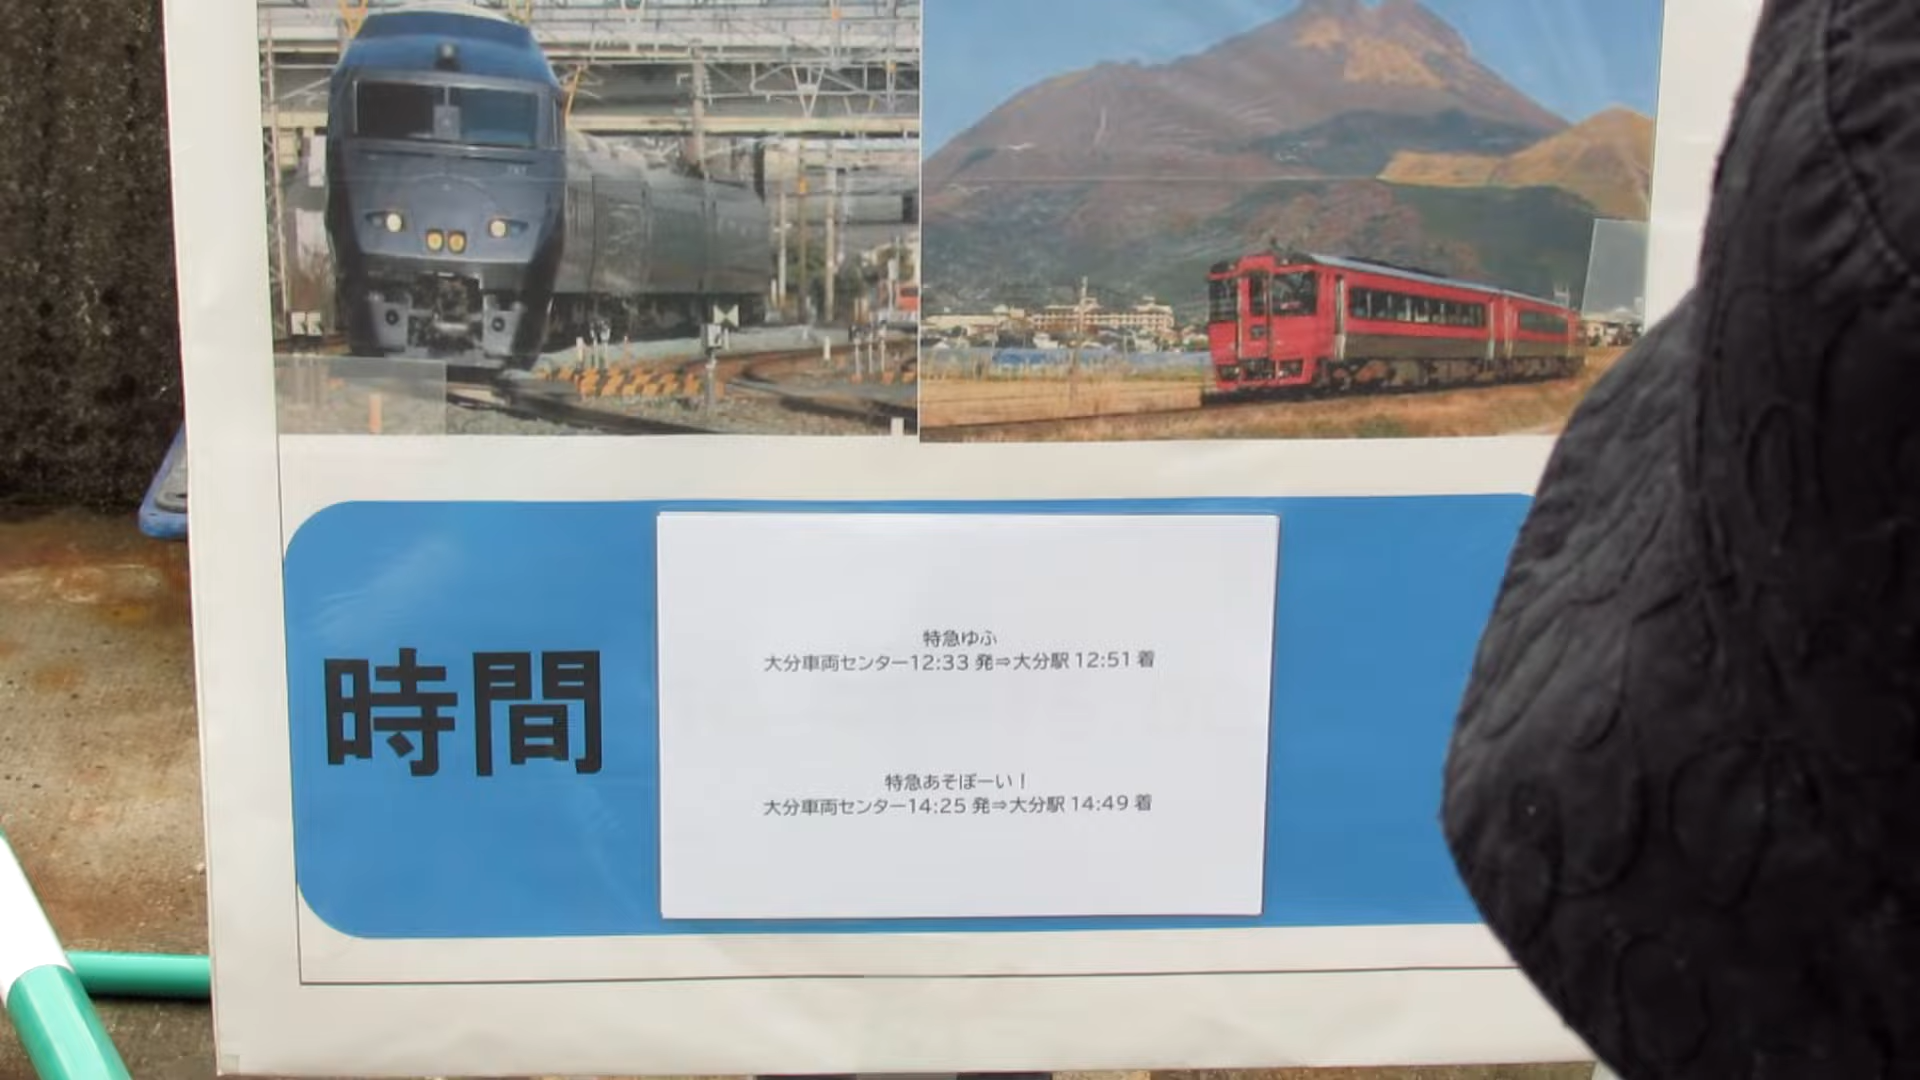 時間
特急ゆふ
大分車両センター12:33 発⇒大分駅 12:51 着
特急あそぼーい！
大分車両センター14:25 発⇒大分駅 14:49 着